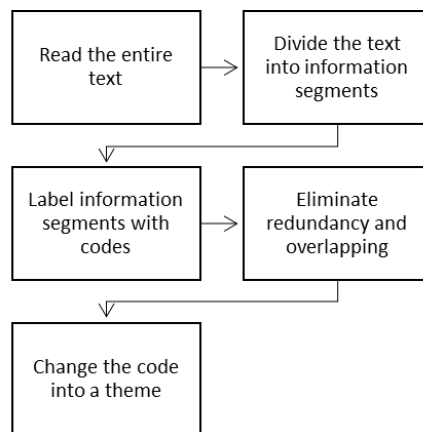 Read the entire
text
Divide the text
into information
segments
Label information
segments with
codes
Eliminate
redundancy and
overlapping
Change the code
into a theme